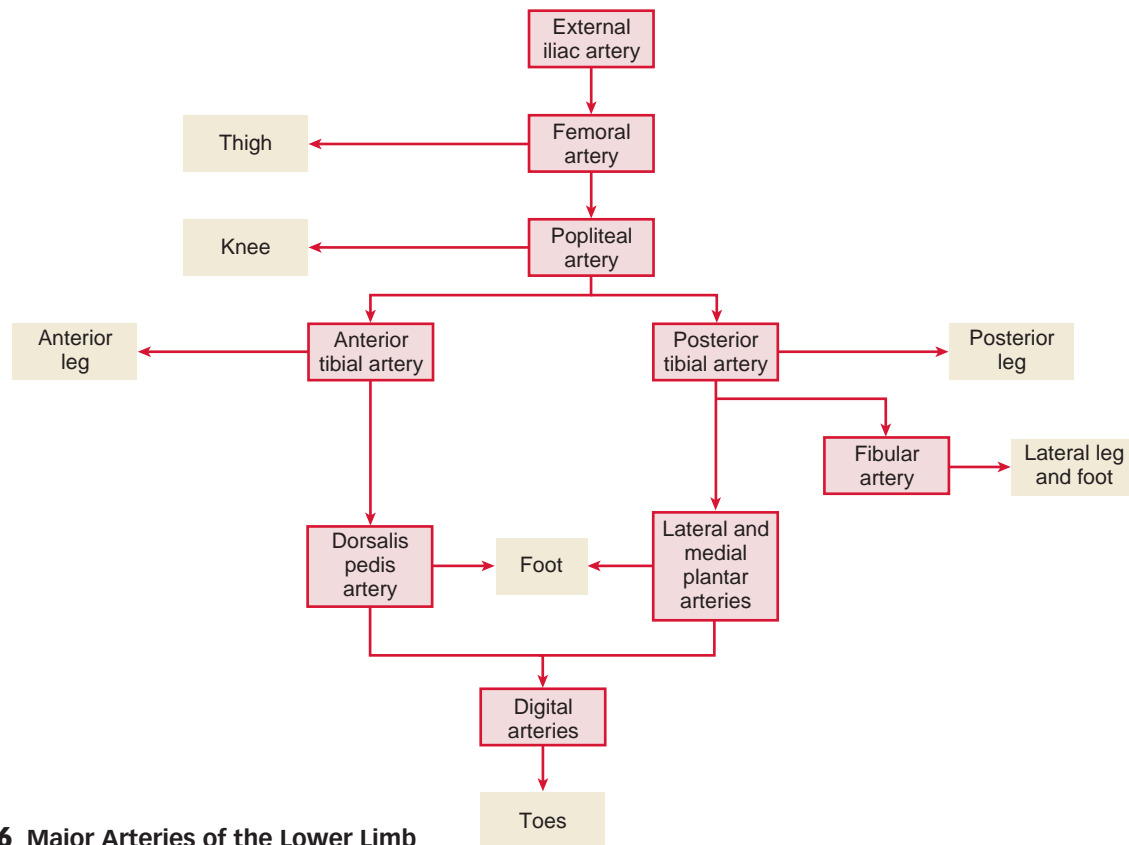 External
iliac artery
Thigh
Femoral
artery
Knee
Popliteal
artery
Anterior
leg
Anterior
tibial artery
Posterior
tibial artery
Posterior
leg
Fibular
artery
Lateral leg
and foot
Dorsalis
pedis
artery
Foot
Lateral and
medial
plantar
arteries
Digital
arteries
Toes
6 Major Arteries of the Lower Limb